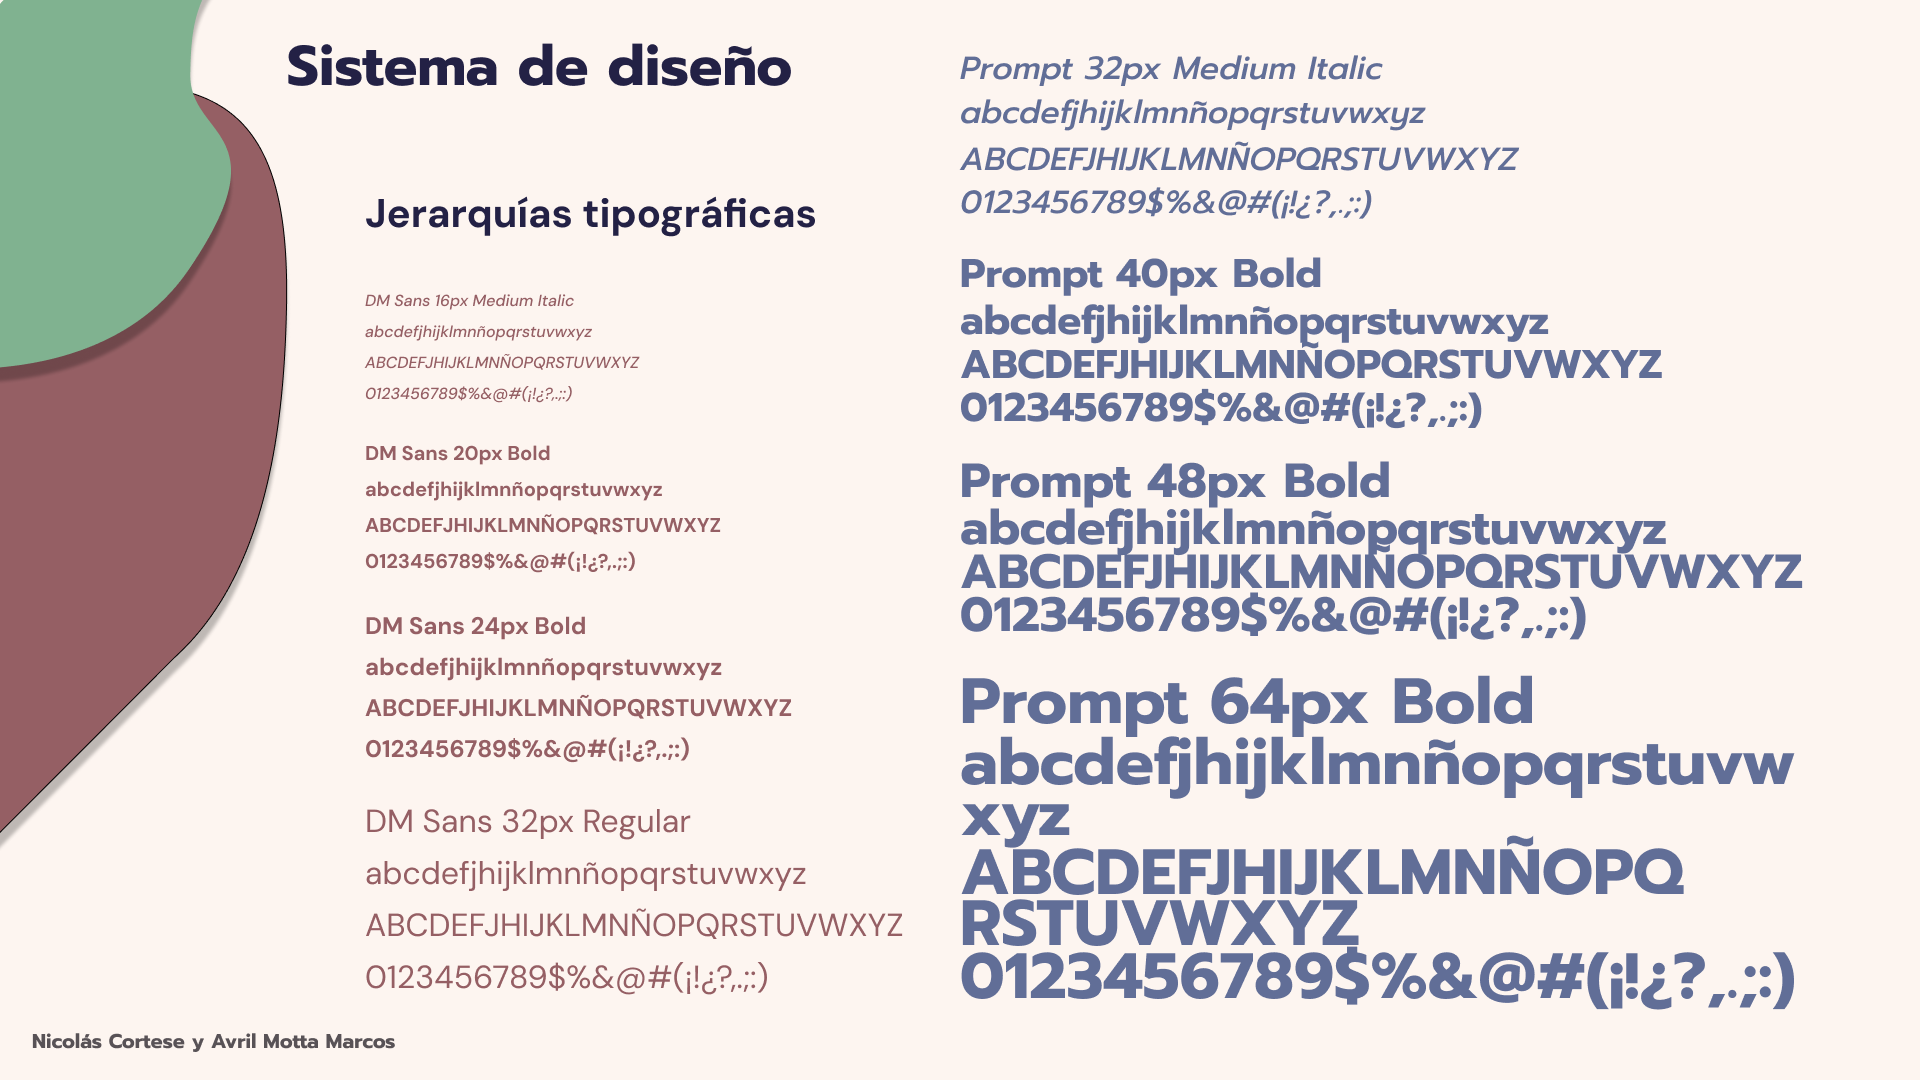 Sistema de diseño
Jerarquías tipográficas
DM Sans 16px Medium Italic
abcdefjhijklmnñopqrstuvwxyz
ABCDEFJHIJKLMNÑOPQRSTUVWXYZ
0123456789$%&@#(¡!¿?,.;:)
DM Sans 20px Bold
abcdefjhijklmnñopqrstuvwxyz
ABCDEFJHIJKLMNÑOPQRSTUVWXYZ
0123456789$%&@#(¡!¿?,.;:)
DM Sans 24px Bold
abcdefjhijklmnñopqrstuvwxyz
ABCDEFJHIJKLMNÑOPQRSTUVWXYZ
0123456789$%&@#(¡!¿?,.;:)
DM Sans 32px Regular
abcdefjhijklmnñopqrstuvwxyz
ABCDEFJHIJKLMNÑOPQRSTUVWXYZ
0123456789$%&@#(¡!¿?,.;:)
Prompt 32px Medium Italic
abcdefjhijklmnñopqrstuvwxyz
ABCDEFJHIJKLMNÑOPQRSTUVWXYZ
0123456789$%&@#(¡!¿?,.;:)
Prompt 40px Bold
abcdefjhijklmnñopqrstuvwxyz
ABCDEFJHIJKLMNÑOPQRSTUVWXYZ
0123456789$%&@#(¡!¿?,.;:)
Prompt 48px Bold
abcdefjhijklmnñopqrstuvwxyz
ABCDEFJHIJKLMNÑOPQRSTUVWXYZ
0123456789$%&@#(¡!¿?,.;:)
Prompt 64px Bold
abcdefjhijklmnñopqrstuvw
xyz
ABCDEFJHIJKLMNÑOPQ
RSTUVWXYZ
0123456789$%&@#(¡!¿?,.;:)
Nicolás Cortese y Avril Motta Marcos